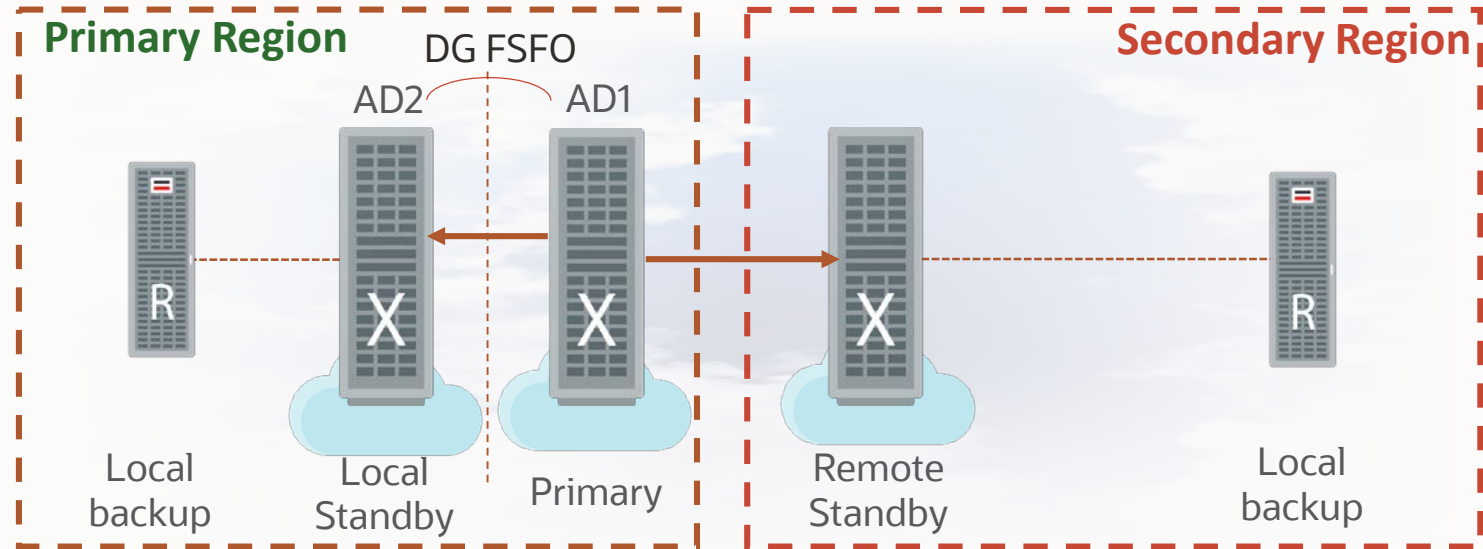 Primary Region
DG FSFO
Secondary Region
AD2
AD1
R
X
X
X
R
Local
backup
Local
Standby
Primary
Remote
Standby
Local
backup